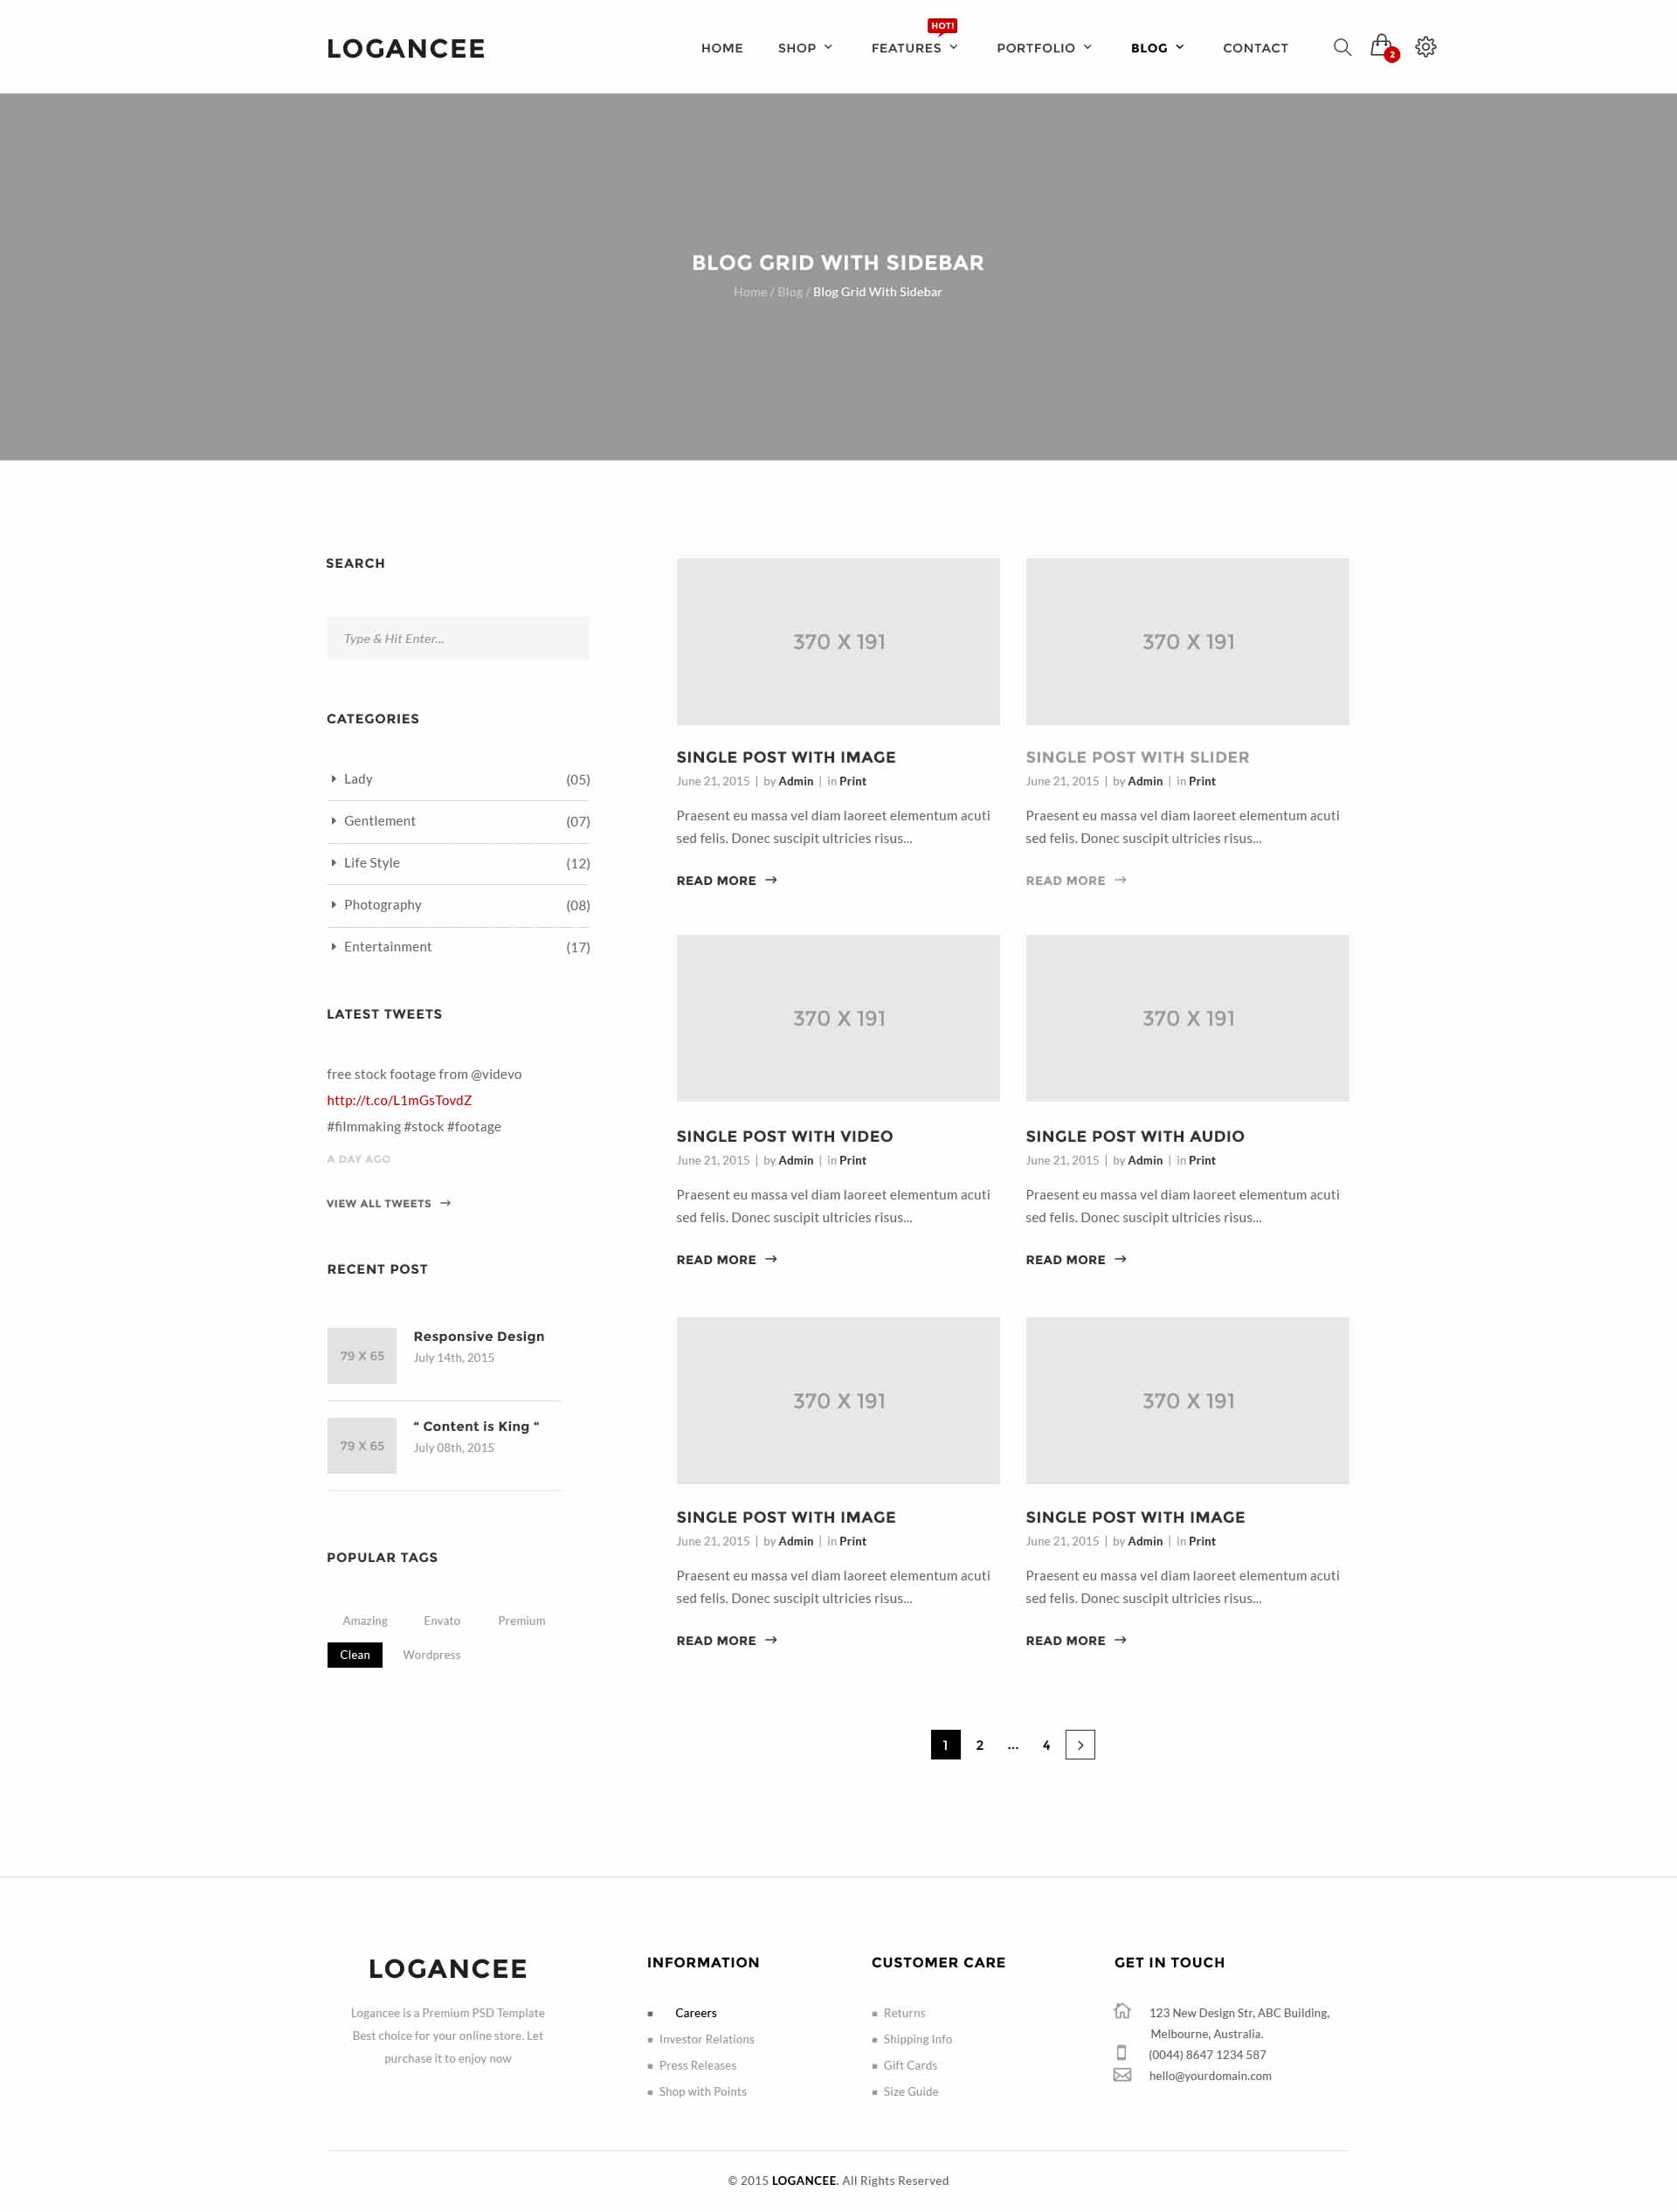 LOGANCEE
HOME SHOP FEATURES HOT! PORTFOLIO BLOG CONTACT 2
BLOG GRID WITH SIDEBAR
Home / Blog / Blog Grid With Sidebar
SEARCH
Type & Hit Enter...
CATEGORIES
Lady (05)
Gentlement (07)
Life Style (12)
Photography (08)
Entertainment (17)
LATEST TWEETS
free stock footage from @videvo
http://t.co/L1mGsTovdZ
#filmmaking #stock #footage
A DAY AGO
VIEW ALL TWEETS
RECENT POST
79 X 65
Responsive Design
July 14th, 2015
79 X 65
“ Content is King “
July 08th, 2015
POPULAR TAGS
Amazing Envato Premium
Clean Wordpress
370 X 191
SINGLE POST WITH IMAGE
June 21, 2015 | by Admin | in Print
Praesent eu massa vel diam laoreet elementum acuti
sed felis. Donec suscipit ultricies risus...
READ MORE
370 X 191
SINGLE POST WITH SLIDER
June 21, 2015 | by Admin | in Print
Praesent eu massa vel diam laoreet elementum acuti
sed felis. Donec suscipit ultricies risus...
READ MORE
370 X 191
SINGLE POST WITH VIDEO
June 21, 2015 | by Admin | in Print
Praesent eu massa vel diam laoreet elementum acuti
sed felis. Donec suscipit ultricies risus...
READ MORE
370 X 191
SINGLE POST WITH AUDIO
June 21, 2015 | by Admin | in Print
Praesent eu massa vel diam laoreet elementum acuti
sed felis. Donec suscipit ultricies risus...
READ MORE
370 X 191
SINGLE POST WITH IMAGE
June 21, 2015 | by Admin | in Print
Praesent eu massa vel diam laoreet elementum acuti
sed felis. Donec suscipit ultricies risus...
READ MORE
370 X 191
SINGLE POST WITH IMAGE
June 21, 2015 | by Admin | in Print
Praesent eu massa vel diam laoreet elementum acuti
sed felis. Donec suscipit ultricies risus...
READ MORE
1 2 ... 4
LOGANCEE
Logancee is a Premium PSD Template
Best choice for your online store. Let
purchase it to enjoy now
INFORMATION
Careers
Investor Relations
Press Releases
Shop with Points
CUSTOMER CARE
Returns
Shipping Info
Gift Cards
Size Guide
GET IN TOUCH
123 New Design Str, ABC Building,
Melbourne, Australia.
(0044) 8647 1234 587
hello@yourdomain.com
© 2015 LOGANCEE. All Rights Reserved